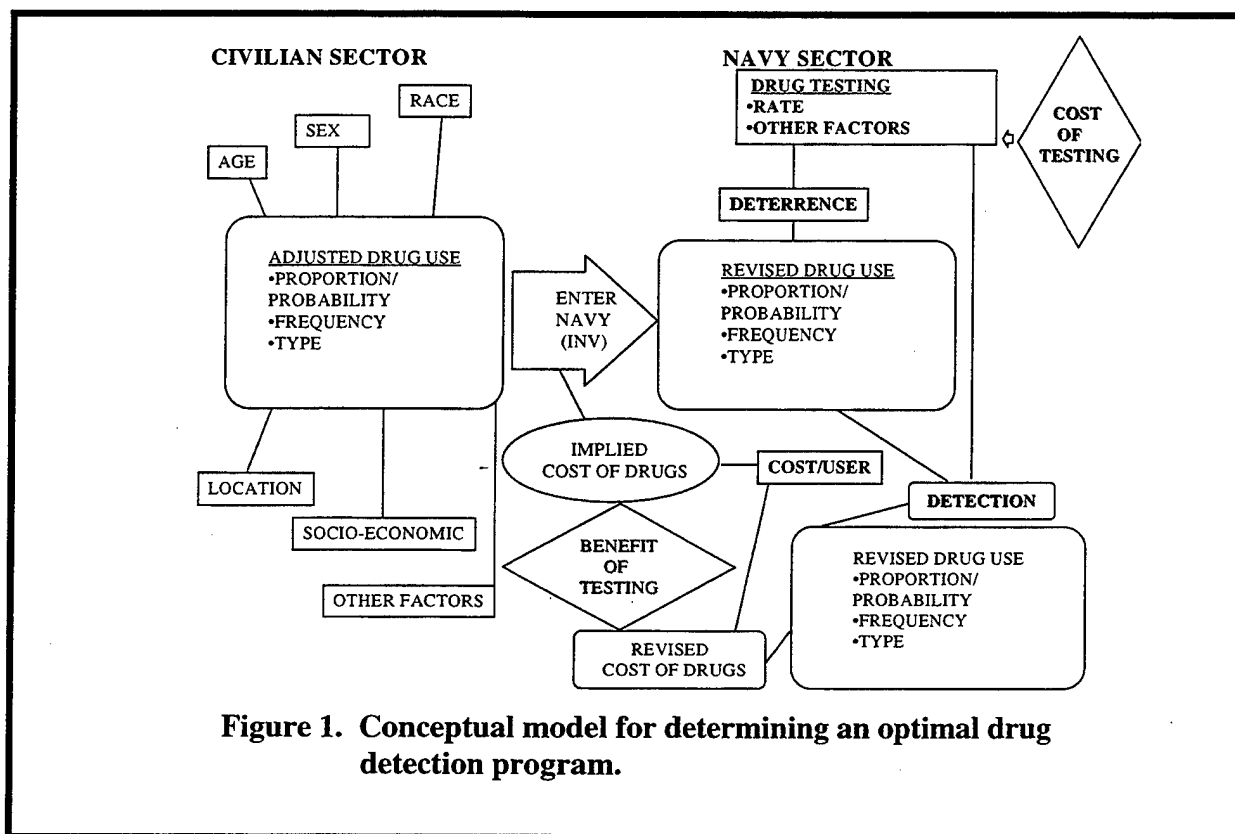 CIVILIAN SECTOR
RACE
SEX
AGE
ADJUSTED DRUG USE
•PROPORTION/
PROBABILITY
•FREQUENCY
•TYPE
LOCATION
SOCIO-ECONOMIC
OTHER FACTORS
ENTER
NAVY
(INV)
NAVY SECTOR
DRUG TESTING
•RATE
•OTHER FACTORS
COST
OF
TESTING
DETERRENCE
REVISED DRUG USE
•PROPORTION/
PROBABILITY
•FREQUENCY
•TYPE
IMPLIED
COST OF DRUGS
COST/USER
DETECTION
BENEFIT
OF
TESTING
REVISED DRUG USE
•PROPORTION/
PROBABILITY
•FREQUENCY
•TYPE
REVISED
COST OF DRUGS
Figure 1. Conceptual model for determining an optimal drug
detection program.